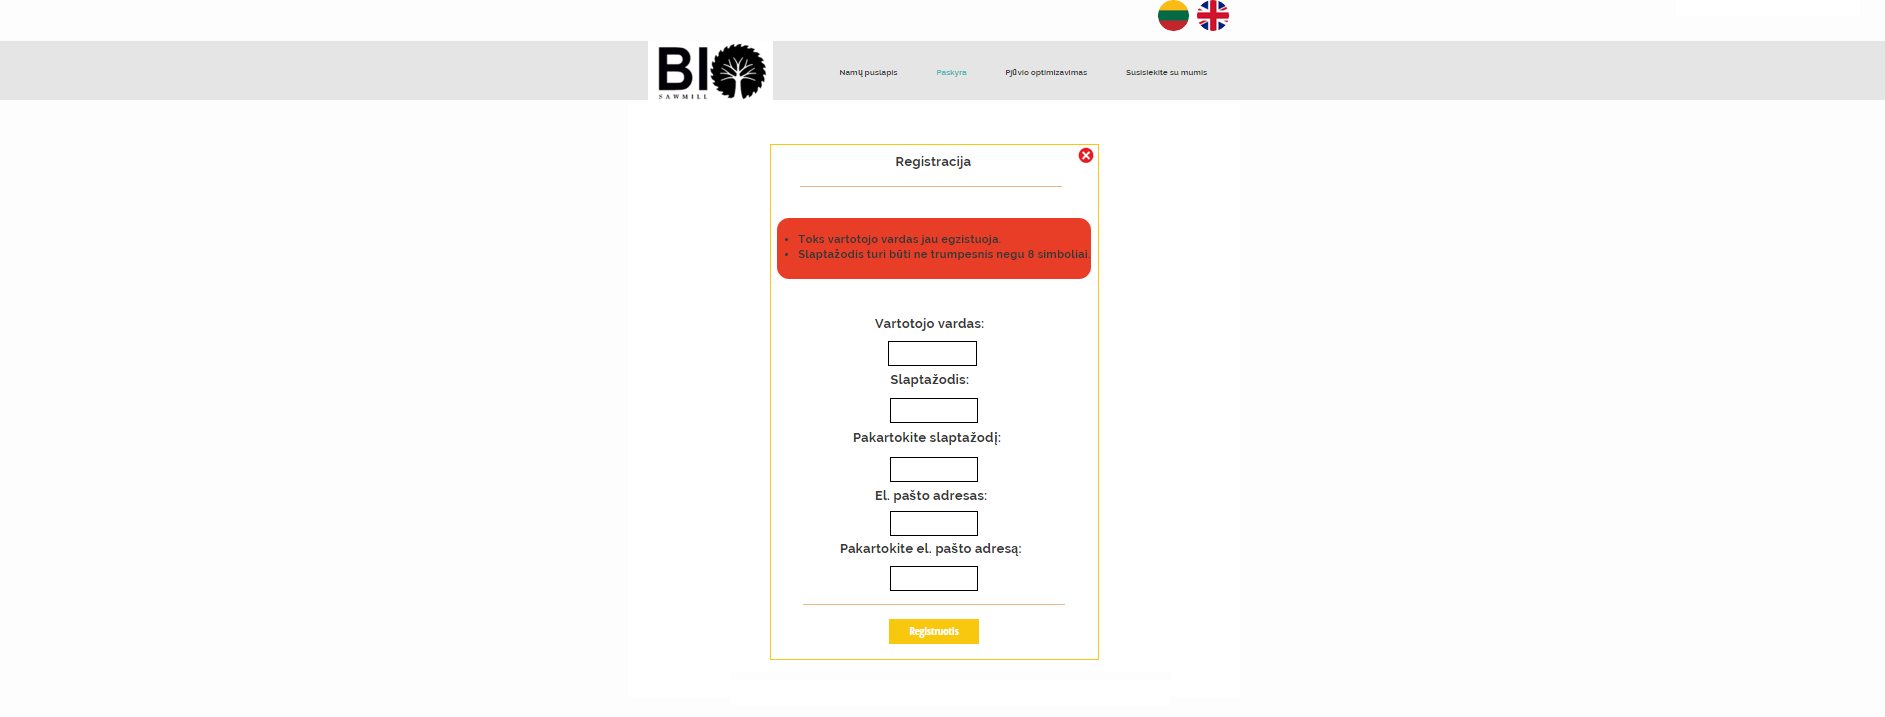 BI
SAWMILL
Namų puslapis
Paskyra
Pjūvio optimizavimas
Susisiekite su mumis
Registracija
• Toks vartotojo vardas jau egzistuoja.
• Slaptažodis turi būti ne trumpesnis negu 8 simboliai.
Vartotojo vardas:
Slaptažodis:
Pakartokite slaptažodį:
El. pašto adresas:
Pakartokite el. pašto adresą:
Registruotis